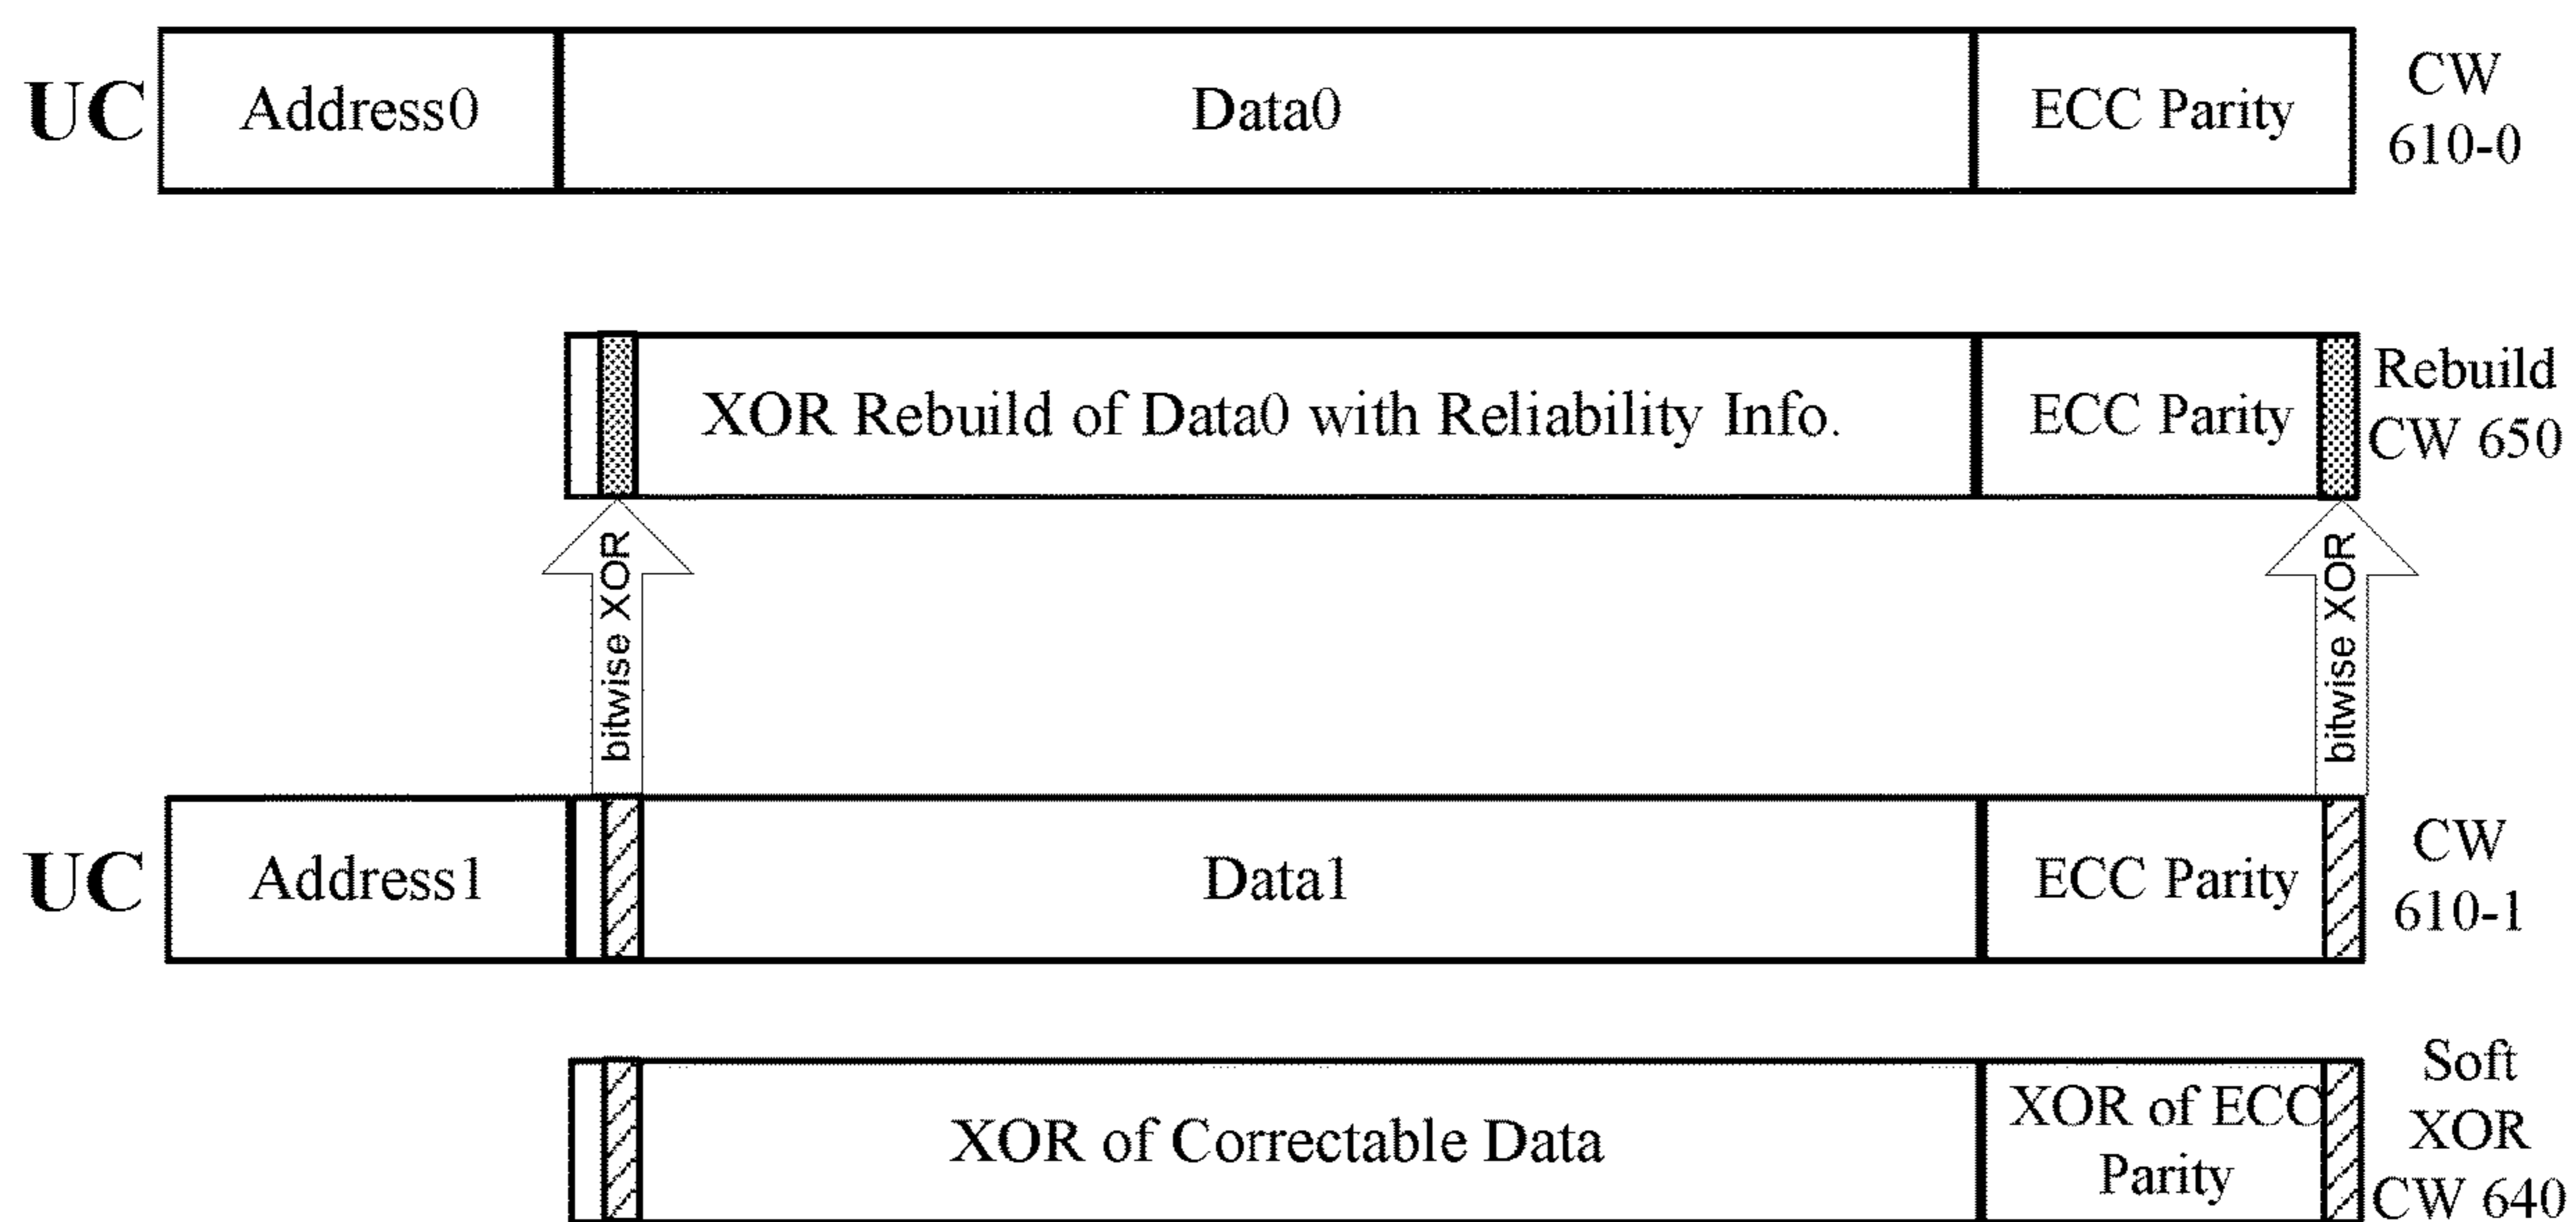 UC
Address0
Data0
ECC Parity
CW
610-0
XOR Rebuild of Data0 with Reliability Info.
ECC Parity
Rebuild
CW 650
bitwise XOR
bitwise XOR
UC
Address1
Data1
ECC Parity
CW
610-1
XOR of Correctable Data
XOR of ECC
Parity
Soft
XOR
CW 640